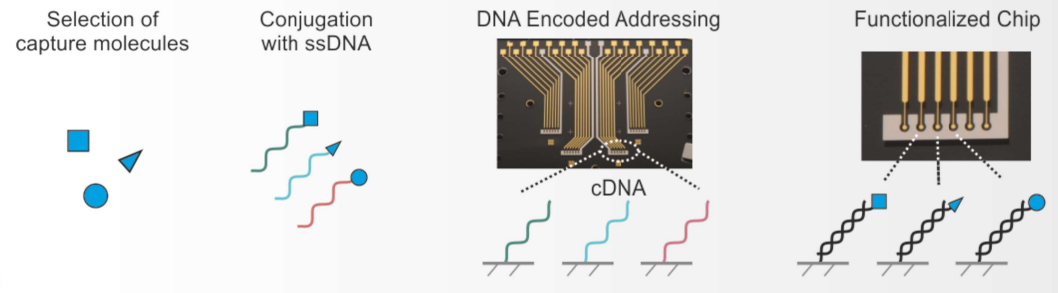 Selection of
capture molecules
Conjugation
with ssDNA
DNA Encoded Addressing
cDNA
Functionalized Chip